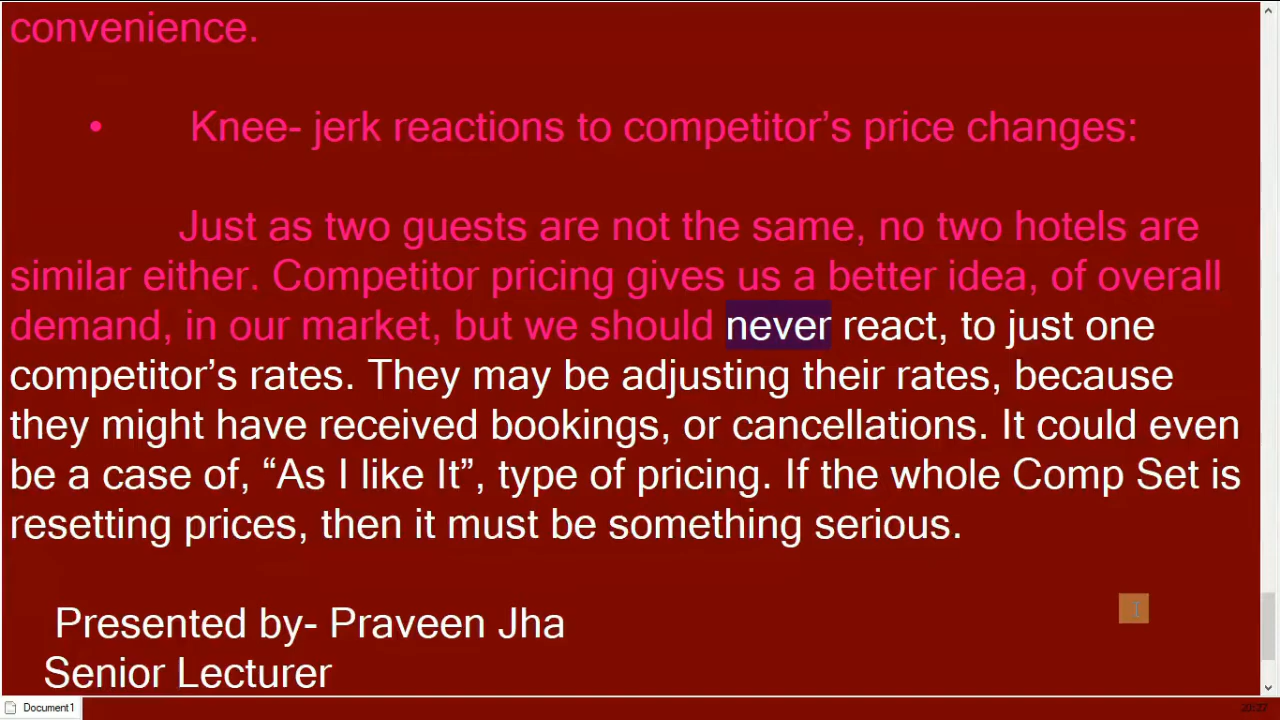 convenience.
• Knee- jerk reactions to competitor’s price changes:
Just as two guests are not the same, no two hotels are
similar either. Competitor pricing gives us a better idea, of overall
demand, in our market, but we should never react, to just one
competitor’s rates. They may be adjusting their rates, because
they might have received bookings, or cancellations. It could even
be a case of, “As I like It”, type of pricing. If the whole Comp Set is
resetting prices, then it must be something serious.
Presented by- Praveen Jha
Senior Lecturer
Document1
20:27